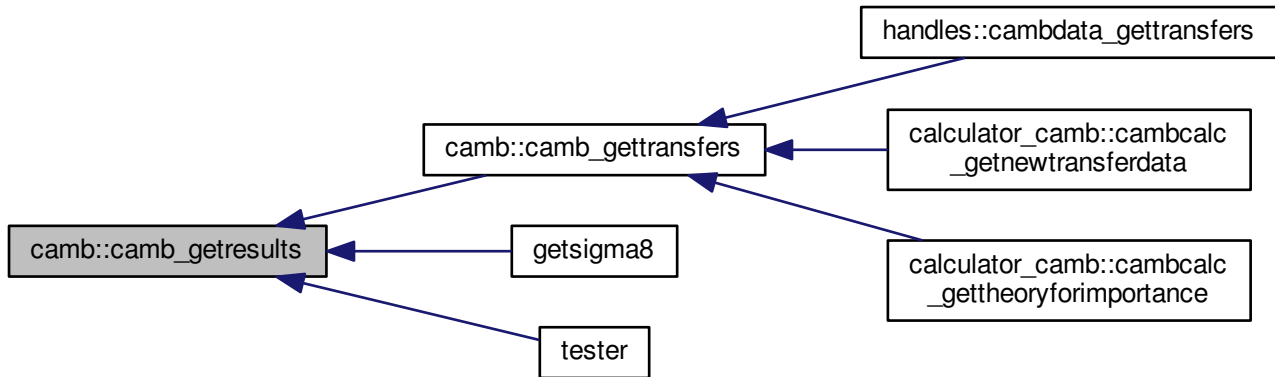 handles::cambdata_gettransfers
camb::camb_gettransfers
calculator_camb::cambcalc
_getnewtransferdata
camb::camb_getresults
getsigma8
calculator_camb::cambcalc
_gettheoryforimportance
tester